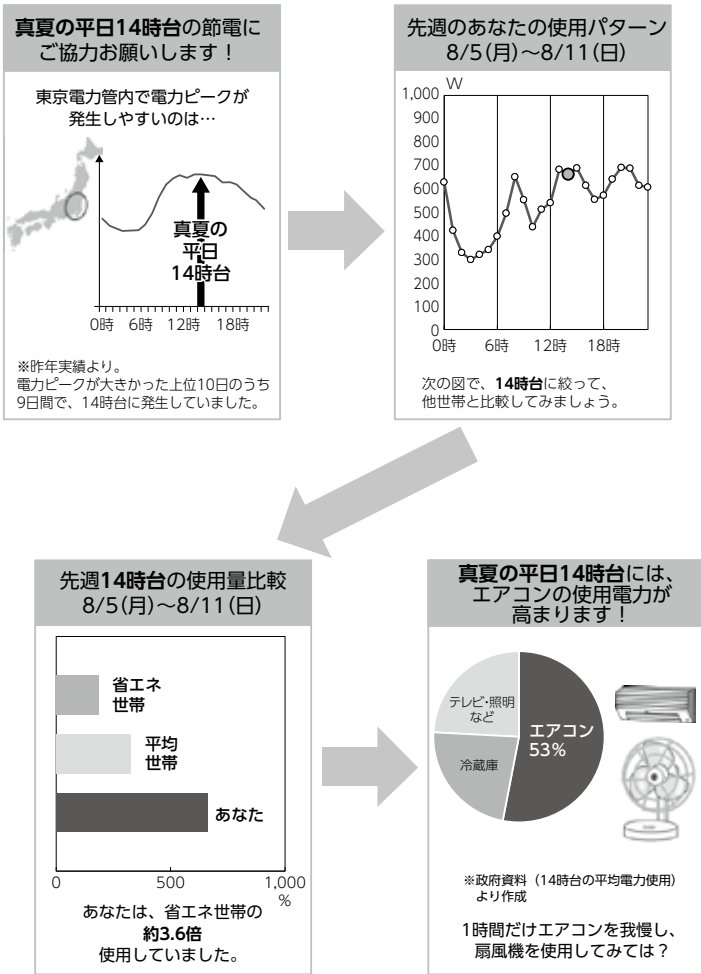 真夏の平日14時台の節電に
ご協力お願いします！
東京電力管内で電力ピークが
発生しやすいのは…
真夏の
平日
14時台
0時 6時 12時 18時
※昨年実績より。
電力ピークが大きかった上位10日のうち
9日間で、14時台に発生していました。
先週のあなたの使用パターン
8/5(月)～8/11(日)
W
1,000
900
800
700
600
500
400
300
200
100
0
0時 6時 12時 18時
次の図で、14時台に絞って、
他世帯と比較してみましょう。
先週14時台の使用量比較
8/5(月)～8/11(日)
省エネ
世帯
平均
世帯
あなた
0 500 1,000
%
あなたは、省エネ世帯の
約3.6倍
使用していました。
真夏の平日14時台には、
エアコンの使用電力が
高まります！
テレビ・照明
など
エアコン
53%
冷蔵庫
※政府資料（14時台の平均電力使用）
より作成
1時間だけエアコンを我慢し、
扇風機を使用してみては？